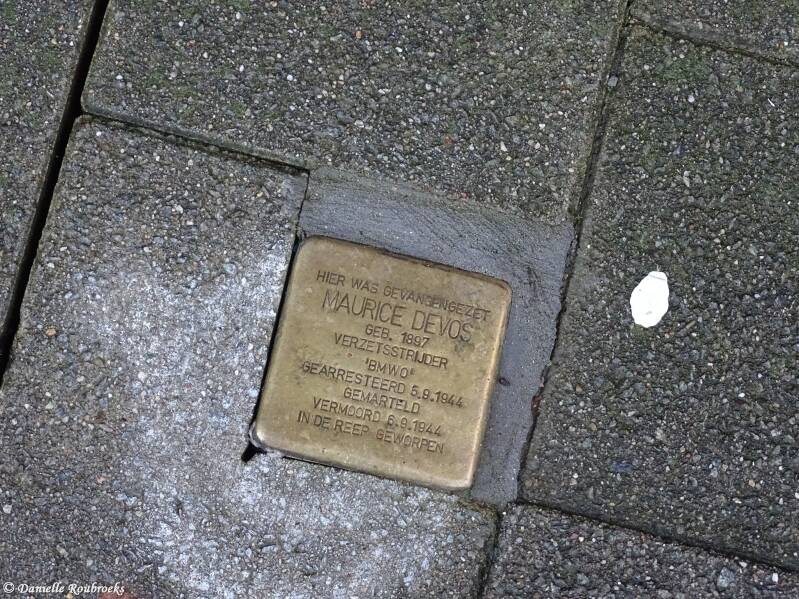 HIER WAS GEVANGENGEZET
MAURICE DEVOS
GEB. 1897
VERZETSSTRIJDER
'BMWO'
GEARRESTEERD 5.9.1944
GEMARTELD
VERMOORD 6.9.1944
IN DE REEP GEWORPEN
© Danielle Roubroeks